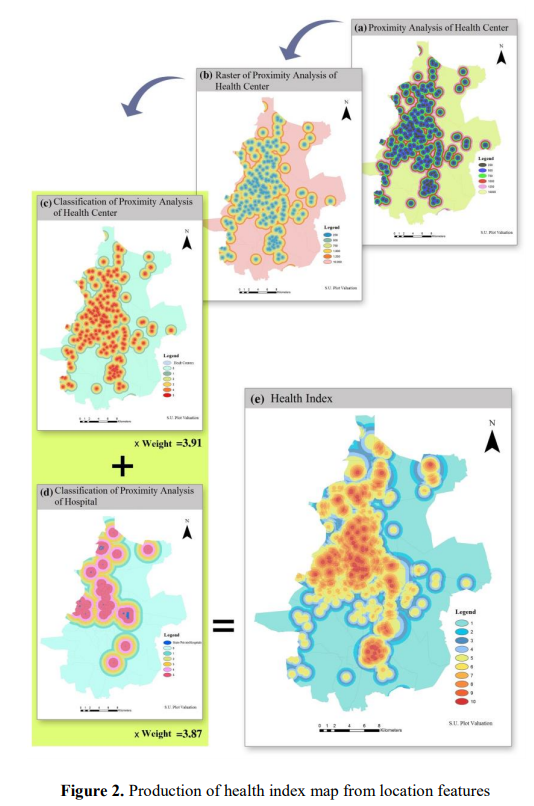 (a) Proximity Analysis of Health Center
N
Legend
S.U. Plot Valuation
(b) Raster of Proximity Analysis of
Health Center
N
Legend
S.U. Plot Valuation
(c) Classification of Proximity Analysis
of Health Center
N
Legend
S.U. Plot Valuation
x Weight =3.91
+
(d) Classification of Proximity Analysis
of Hospital
N
Legend
S.U. Plot Valuation
x Weight =3.87
=
(e) Health Index
N
Legend
1
2
3
4
5
6
7
8
9
10
0 1 2 4 6 8
Kilometers
S.U. Plot Valuation
Figure 2. Production of health index map from location features